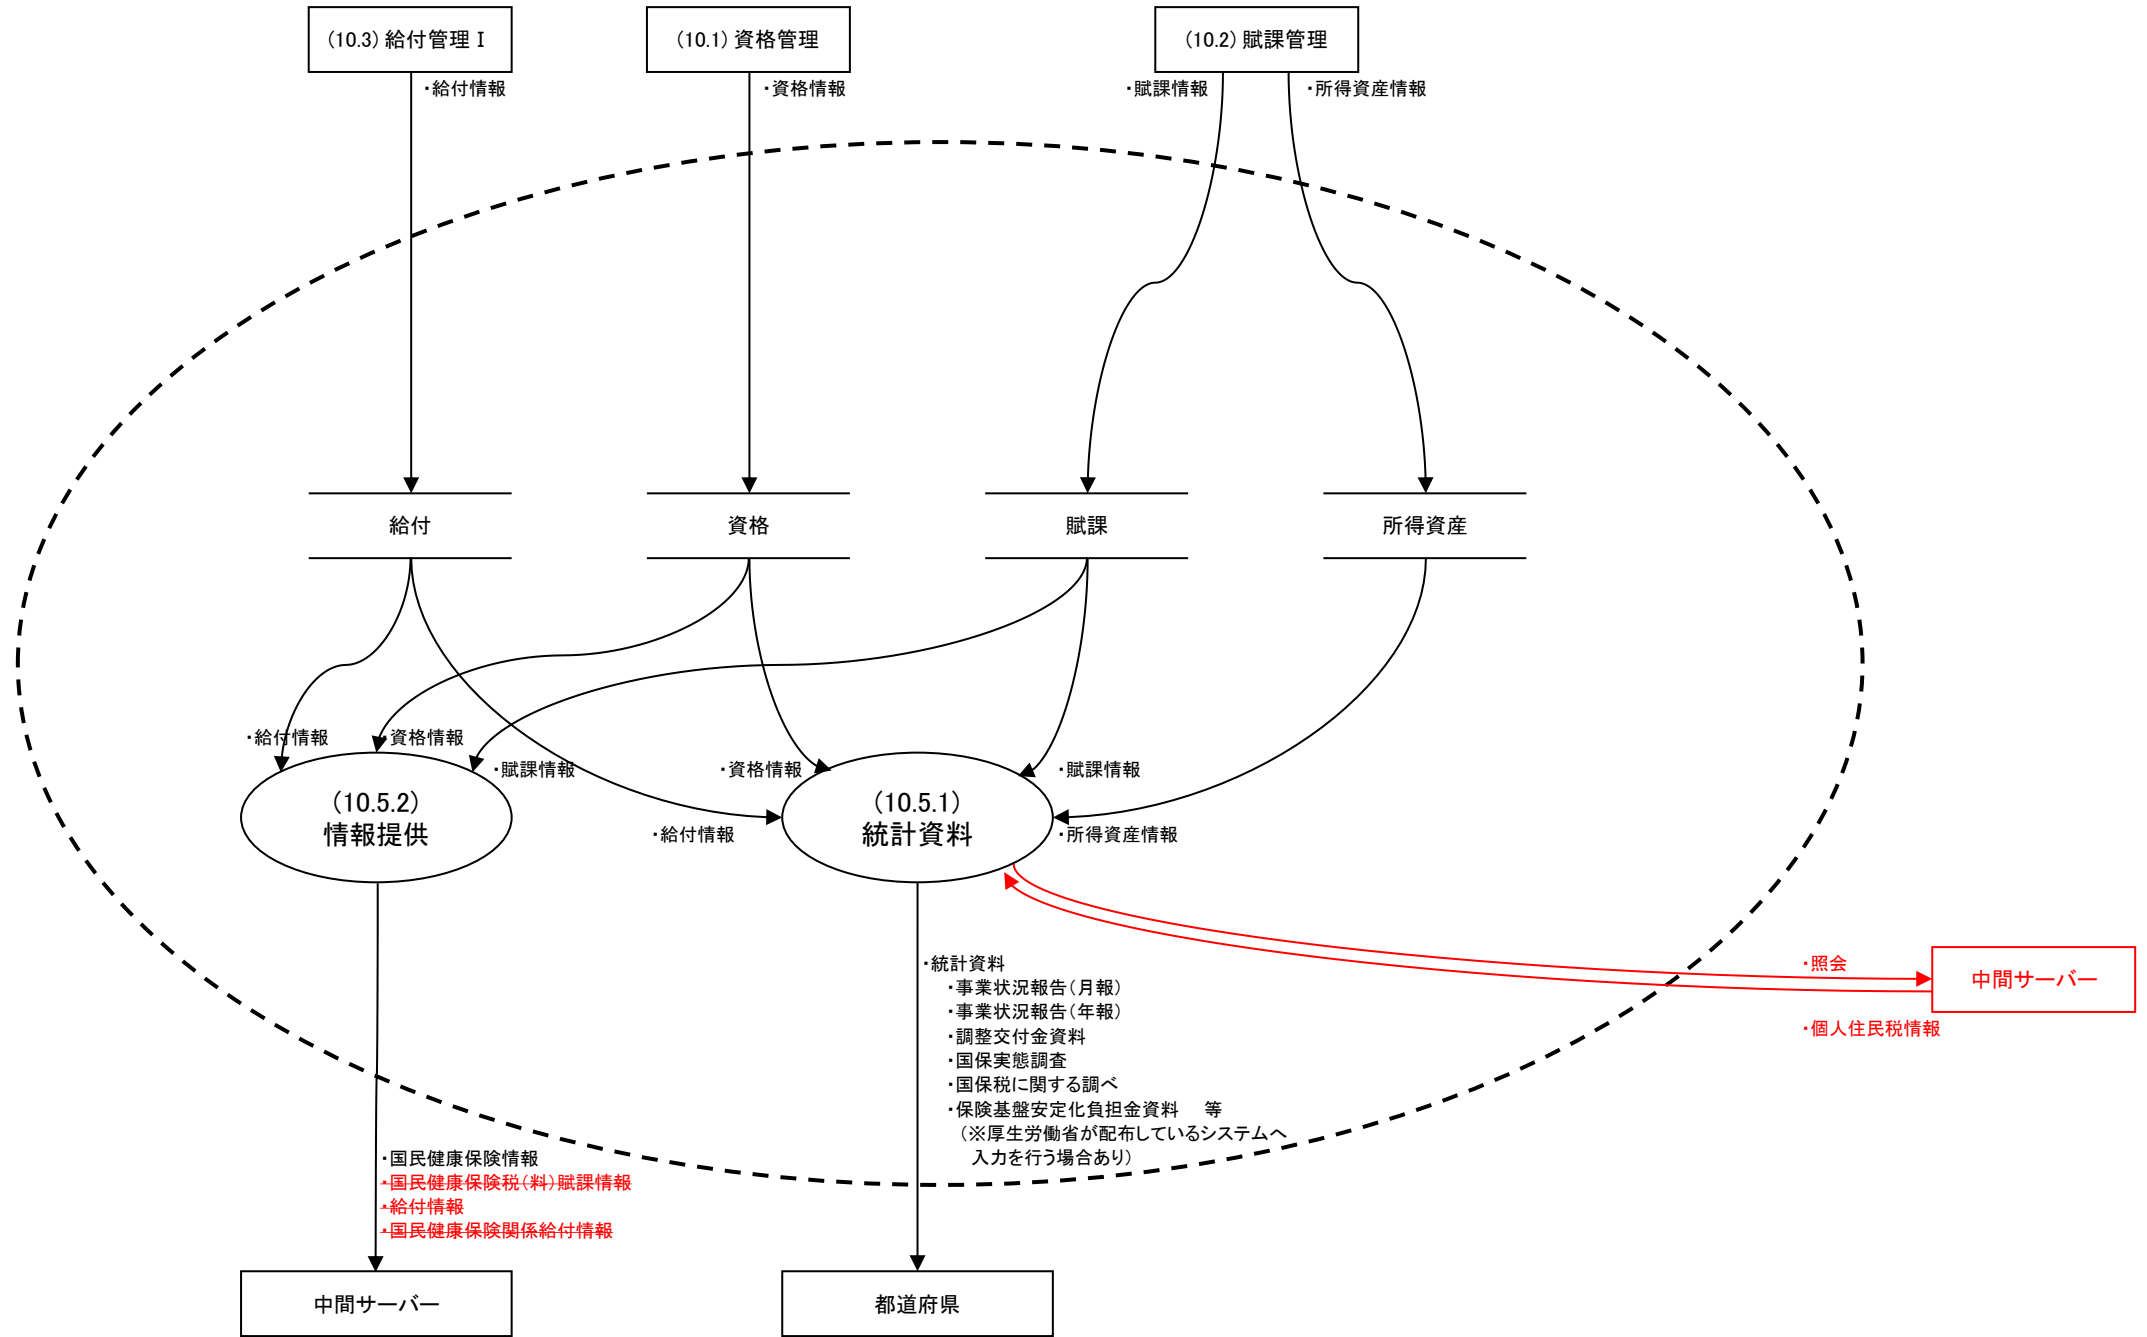 (10.3)給付管理Ⅰ
(10.1)資格管理
(10.2)賦課管理
・給付情報
・資格情報
・賦課情報
・所得資産情報
給付
資格
賦課
所得資産
・給付情報
・資格情報
・賦課情報
・資格情報
・賦課情報
(10.5.2)
情報提供
(10.5.1)
統計資料
・給付情報
・所得資産情報
・統計資料
・事業状況報告(月報)
・事業状況報告(年報)
・調整交付金資料
・国保実態調査
・国保税に関する調べ
・保険基盤安定化負担金資料 等
(※厚生労働省が配布しているシステムへ
入力を行う場合あり)
・照会
中間サーバー
・個人住民税情報
・国民健康保険情報
・国民健康保険税(料)賦課情報
・給付情報
・国民健康保険関係給付情報
中間サーバー
都道府県